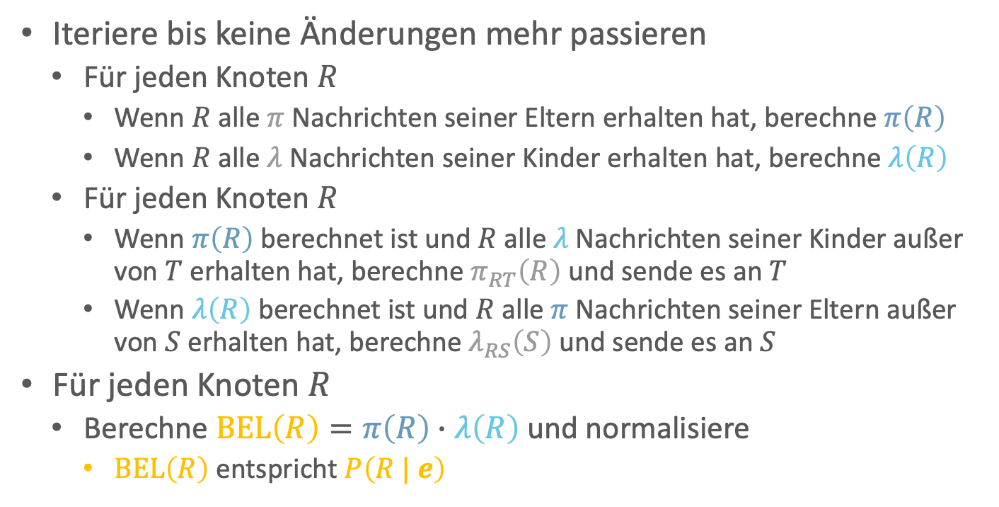 • Iteriere bis keine Änderungen mehr passieren
• Für jeden Knoten R
• Wenn R alle π Nachrichten seiner Eltern erhalten hat, berechne π(R)
• Wenn R alle λ Nachrichten seiner Kinder erhalten hat, berechne λ(R)
• Für jeden Knoten R
• Wenn π(R) berechnet ist und R alle λ Nachrichten seiner Kinder außer
von T erhalten hat, berechne π_RT(R) und sende es an T
• Wenn λ(R) berechnet ist und R alle π Nachrichten seiner Eltern außer
von S erhalten hat, berechne λ_RS(S) und sende es an S
• Für jeden Knoten R
• Berechne BEL(R) = π(R) · λ(R) und normalisiere
• BEL(R) entspricht P(R | e)